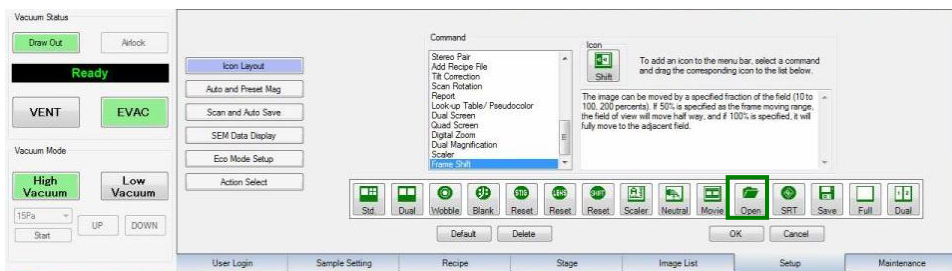 Vacuum Status
Draw Out
Airlock
Ready
VENT
EVAC
Vacuum Mode
High Vacuum
Low Vacuum
15Pa
Start
UP
DOWN
Icon Layout
Auto and Preset Mag
Scan and Auto Save
SEM Data Display
Eco Mode Setup
Action Select
Command
Stereo Pair
Add Recipe File
Tilt Correction
Scan Rotation
Report
Look-up Table/ Pseudocolor
Dual Screen
Quad Screen
Digital Zoom
Dual Magnification
Scaler
Frame Shift
Icon
Shift
To add an icon to the menu bar, select a command
and drag the corresponding icon to the list below.
The image can be moved by a specified fraction of the field (10 to
100, 200 percents). If 50% is specified as the frame moving range,
the field of view will move half way, and if 100% is specified, it will
fully move to the adjacent field.
Std. Dual Wobble Blank Reset Reset Reset Scaler Neutral Movie Open SRT Save Full Dual
Default
Delete
OK
Cancel
User Login Sample Setting Recipe Stage Image List Setup Maintenance